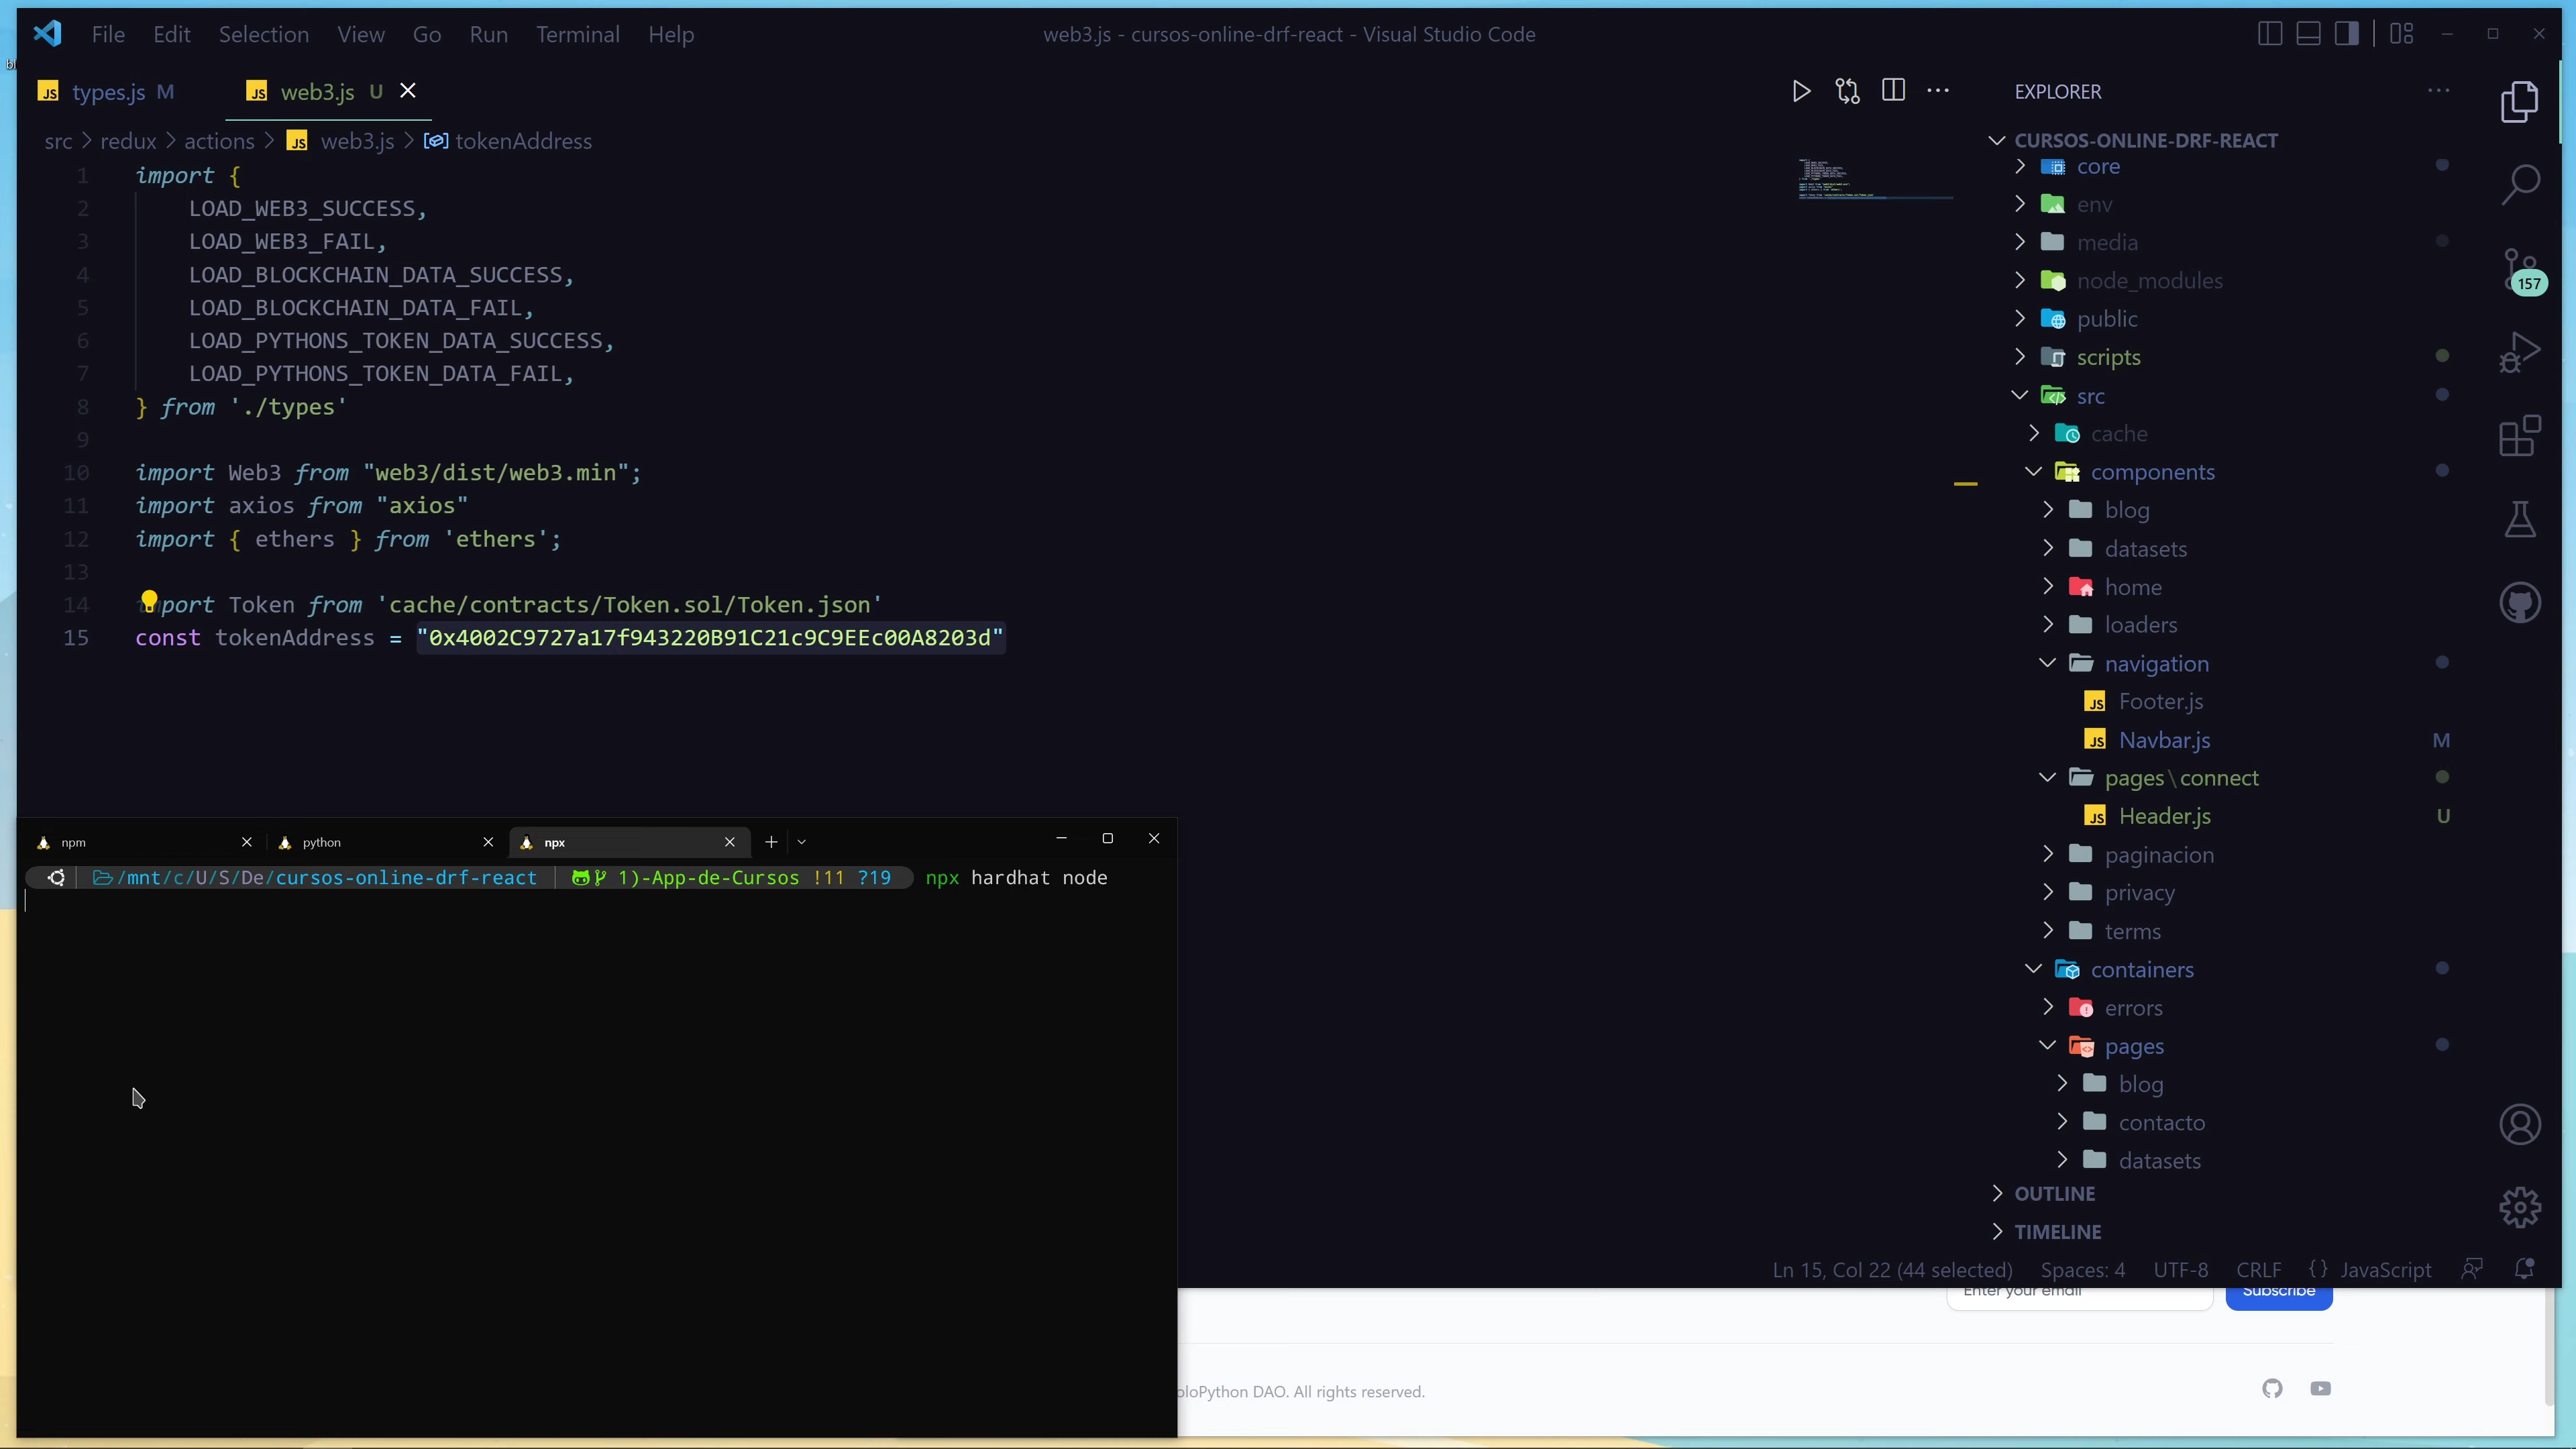 File Edit Selection View Go Run Terminal Help
web3.js - cursos-online-drf-react - Visual Studio Code
types.js M
web3.js U
src > redux > actions > web3.js > tokenAddress
1 import {
2 LOAD_WEB3_SUCCESS,
3 LOAD_WEB3_FAIL,
4 LOAD_BLOCKCHAIN_DATA_SUCCESS,
5 LOAD_BLOCKCHAIN_DATA_FAIL,
6 LOAD_PYTHONS_TOKEN_DATA_SUCCESS,
7 LOAD_PYTHONS_TOKEN_DATA_FAIL,
8 } from './types'
9
10 import Web3 from "web3/dist/web3.min";
11 import axios from "axios"
12 import { ethers } from 'ethers';
13
14 import Token from 'cache/contracts/Token.sol/Token.json'
15 const tokenAddress = "0x4002C9727a17f943220B91C21c9C9EEc00A8203d"
EXPLORER
CURSOS-ONLINE-DRF-REACT
core
env
media
node_modules
public
scripts
src
cache
components
blog
datasets
home
loaders
navigation
Footer.js
Navbar.js M
pages\connect
Header.js U
paginacion
privacy
terms
containers
errors
pages
blog
contacto
datasets
OUTLINE
TIMELINE
157
Ln 15, Col 22 (44 selected) Spaces: 4 UTF-8 CRLF {} JavaScript
npm
python
npx
/mnt/c/U/S/De/cursos-online-drf-react 1)-App-de-Cursos !11 ?19 npx hardhat node
Enter your email
Subscribe
oloPython DAO. All rights reserved.